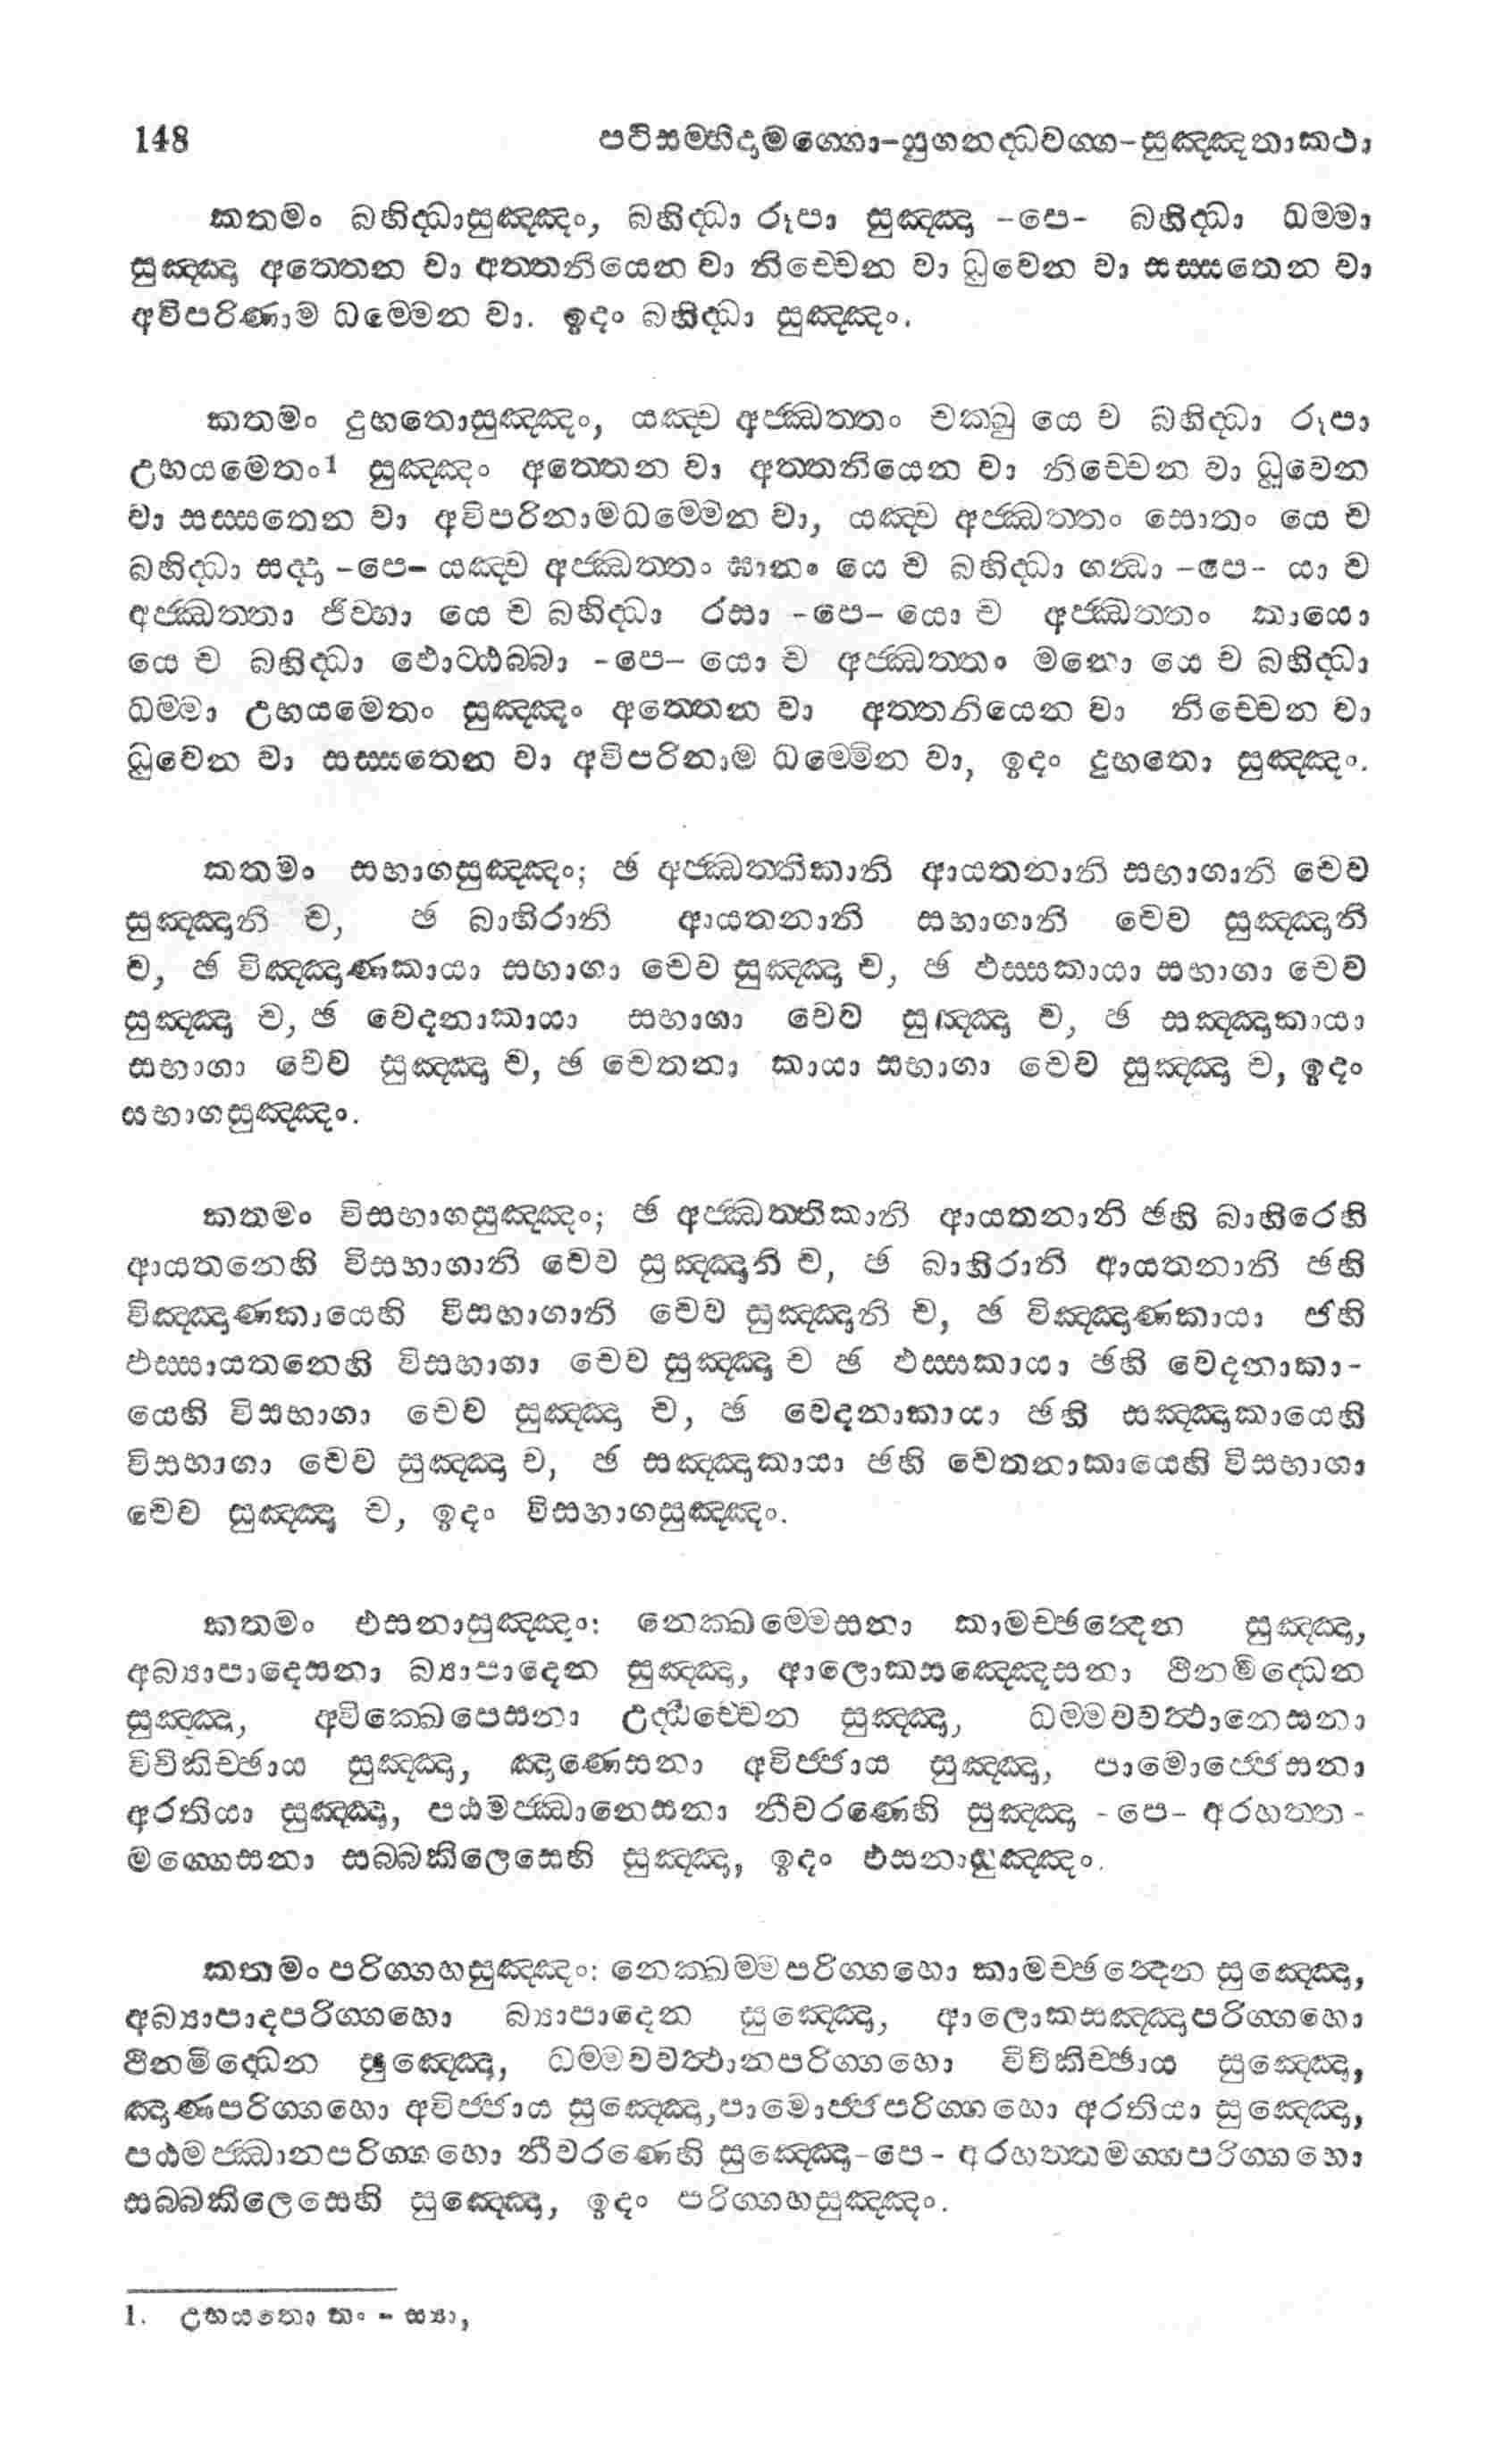 148 පටිසම්භිදාමග්ගො-යුගනද්ධවග්ග-සුඤ්ඤතාකථා
කතමං බහිද්ධාසුඤ්ඤං, බහිද්ධා රූපා සුඤ්ඤා -පෙ- බහිද්ධා ධම්මා
සුඤ්ඤා අත්තෙන වා අත්තනියෙන වා නිච්චෙන වා ධුවෙන වා සස්සතෙන වා
අවිපරිණාම ධම්මෙන වා. ඉදං බහිද්ධා සුඤ්ඤං.
කතමං දුභතොසුඤ්ඤං, යඤ්ච අජ්ඣත්තං චක්ඛු යෙ ච බහිද්ධා රූපා
උභයමෙතං1 සුඤ්ඤං අත්තෙන වා අත්තනියෙන වා නිච්චෙන වා ධූවෙන
වා සස්සතෙන වා අවිපරිනාමධම්මෙන වා, යඤ්ච අජ්ඣත්තං සොතං යෙ ච
බහිද්ධා සද්දා -පෙ- යඤ්ච අජ්ඣත්තං ඝානං යෙ ච බහිද්ධා ගන්ධා -පෙ- යා ච
අජ්ඣත්තා ජිව්හා යෙ ච බහිද්ධා රසා -පෙ- යො ච අජ්ඣත්තං කායො
යෙ ච බහිද්ධා ඵොට්ඨබ්බා -පෙ- යො ච අජ්ඣත්තං මනො යෙ ච බහිද්ධා
ධම්මා උභයමෙතං සුඤ්ඤං අත්තෙන වා අත්තනියෙන වා නිච්චෙන වා
ධුවෙන වා සස්සතෙන වා අවිපරිනාම ධම්මෙන වා, ඉදං දුභතො සුඤ්ඤං.
කතමං සභාගසුඤ්ඤං; ඡ අජ්ඣත්තිකානි ආයතනානි සභාගානි චෙව
සුඤ්ඤානි ච, ඡ බාහිරානි ආයතනානි සභාගානි චෙව සුඤ්ඤානි
ච, ඡ විඤ්ඤාණකායා සභාගා චෙව සුඤ්ඤා ච, ඡ ඵස්සකායා සභාගා චෙව
සුඤ්ඤා ච, ඡ වෙදනාකායා සභාගා චෙව සුඤ්ඤා ච, ඡ සඤ්ඤාකායා
සභාගා චෙව සුඤ්ඤා ච, ඡ චෙතනා කායා සභාගා චෙව සුඤ්ඤා ච, ඉදං
සභාගසුඤ්ඤං.
කතමං විසභාගසුඤ්ඤං; ඡ අජ්ඣත්තිකානි ආයතනානි ඡහි බාහිරෙහි
ආයතනෙහි විසභාගානි චෙව සුඤ්ඤානි ච, ඡ බාහිරානි ආයතනානි ඡහි
විඤ්ඤාණකායෙහි විසභාගානි චෙව සුඤ්ඤානි ච, ඡ විඤ්ඤාණකායා ඡහි
ඵස්සායතනෙහි විසභාගා චෙව සුඤ්ඤා ච ඡ ඵස්සකායා ඡහි වෙදනාකා-
යෙහි විසභාගා චෙව සුඤ්ඤා ච, ඡ වෙදනාකායා ඡහි සඤ්ඤාකායෙහි
විසභාගා චෙව සුඤ්ඤා ච, ඡ සඤ්ඤාකායා ඡහි චෙතනාකායෙහි විසභාගා
චෙව සුඤ්ඤා ච, ඉදං විසභාගසුඤ්ඤං.
කතමං එසනාසුඤ්ඤං: නෙක්ඛම්මෙසනා කාමච්ඡන්දෙන සුඤ්ඤා,
අබ්‍යාපාදෙසනා බ්‍යාපාදෙන සුඤ්ඤා, ආලොකසඤ්ඤෙසනා ථිනමිද්ධෙන
සුඤ්ඤා, අවික්ඛෙපෙසනා උද්ධච්චෙන සුඤ්ඤා, ධම්මවවත්ථානෙසනා
විචිකිච්ඡාය සුඤ්ඤා, ඤාණෙසනා අවිජ්ජාය සුඤ්ඤා, පාමොජ්ජෙසනා
අරතියා සුඤ්ඤා, පඨමජ්ඣානෙසනා නීවරණෙහි සුඤ්ඤා -පෙ- අරහත්ත-
මග්ගෙසනා සබ්බකිලෙසෙහි සුඤ්ඤා, ඉදං එසනාසුඤ්ඤං.
කතමං පරිග්ගහසුඤ්ඤං: නෙක්ඛම්මපරිග්ගහො කාමච්ඡන්දෙන සුඤ්ඤො,
අබ්‍යාපාදපරිග්ගහො බ්‍යාපාදෙන සුඤ්ඤො, ආලොකසඤ්ඤාපරිග්ගහො
ථිනමිද්ධෙන සුඤ්ඤො, ධම්මවවත්ථානපරිග්ගහො විචිකිච්ඡාය සුඤ්ඤො,
ඤාණපරිග්ගහො අවිජ්ජාය සුඤ්ඤො, පාමොජ්ජපරිග්ගහො අරතියා සුඤ්ඤො,
පඨමජ්ඣානපරිග්ගහො නීවරණෙහි සුඤ්ඤො-පෙ- අරහත්තමග්ගපරිග්ගහො
සබ්බකිලෙසෙහි සුඤ්ඤො, ඉදං පරිග්ගහසුඤ්ඤං.
1. උභයතො තං - ස්‍යා,